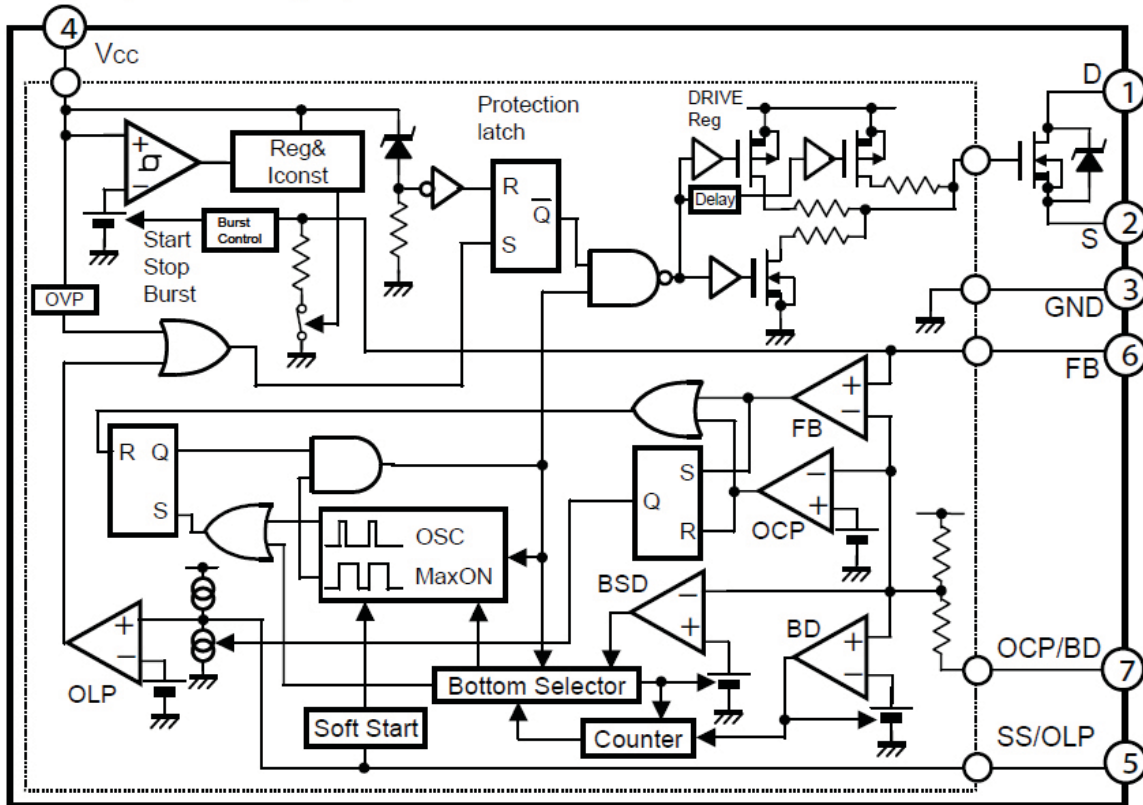 4
Vcc
D
1
DRIVE
Reg
Protection
latch
+
q
−
Reg&
Iconst
R
Q
S
Delay
2
S
Burst
Control
Start
Stop
Burst
OVP
3
GND
6
FB
+
−
FB
R Q
S
S
Q
R
−
+
OCP
OSC
MaxON
BSD
−
+
BD
+
−
+
−
OLP
OCP/BD
7
Bottom Selector
Soft Start
Counter
SS/OLP
5